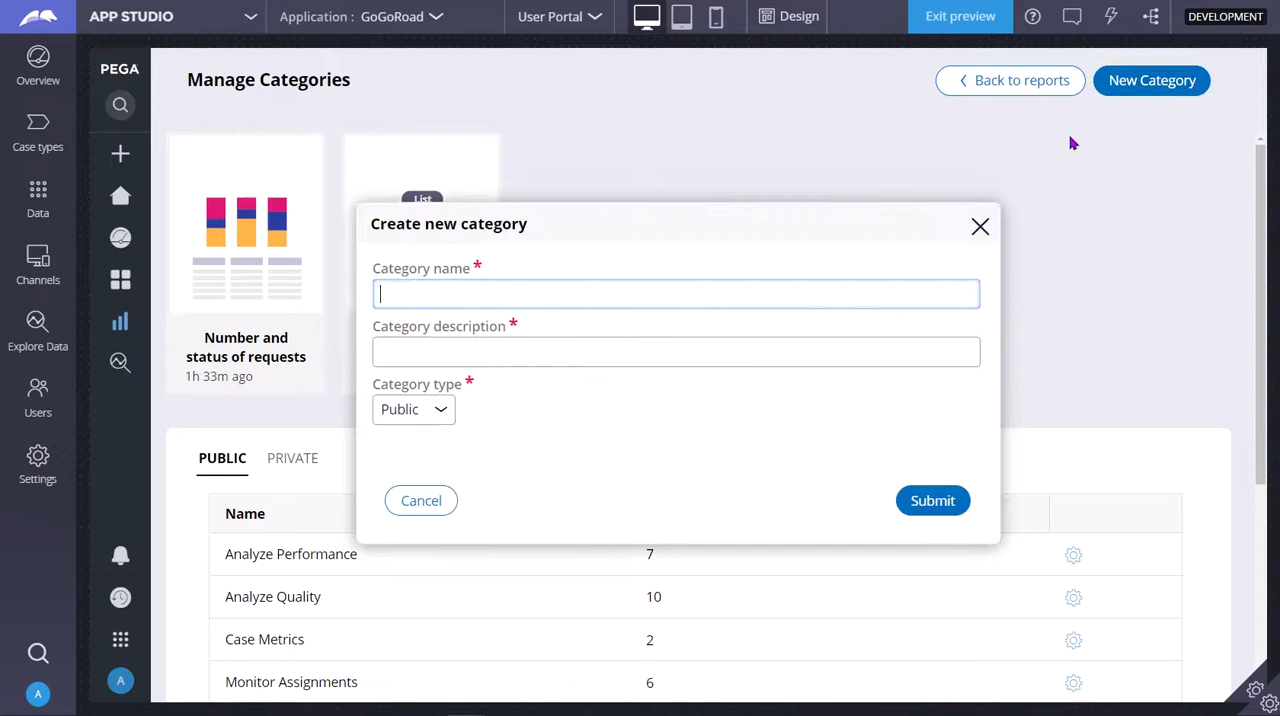 APP STUDIO
Application: GoGoRoad
User Portal
Design
Exit preview
DEVELOPMENT
Overview
Case types
Data
Channels
Explore Data
Users
Settings
A
PEGA
A
Manage Categories
Back to reports
New Category
List
Number and
status of requests
1h 33m ago
Create new category
Category name *
Category description *
Category type *
Public
Cancel
Submit
PUBLIC
PRIVATE
Name
Analyze Performance 7
Analyze Quality 10
Case Metrics 2
Monitor Assignments 6